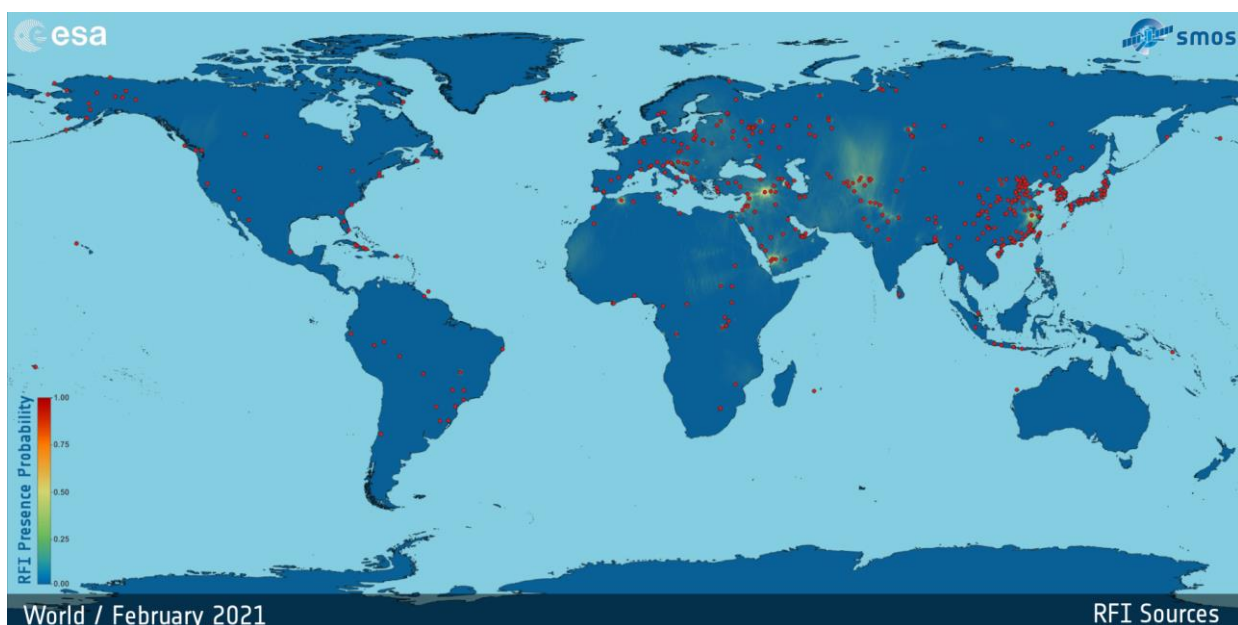 esa
smos
RFI Presence Probability
1.00
0.75
0.50
0.25
0.00
World / February 2021
RFI Sources